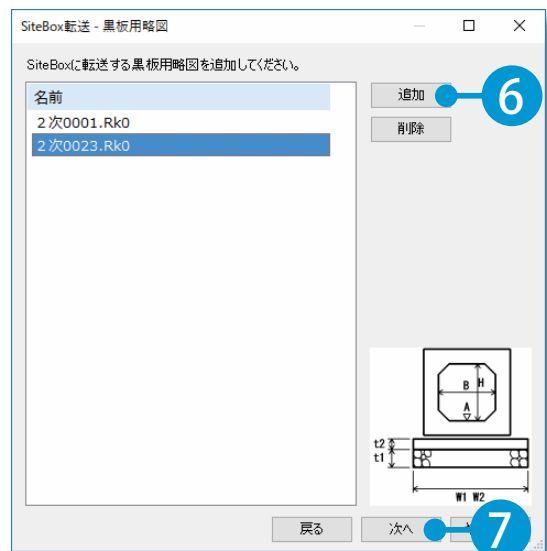 SiteBox転送 - 黒板用略図
SiteBoxに転送する黒板用略図を追加してください。
名前
２次0001.Rk0
２次0023.Rk0
追加
6
削除
B H
A
t2
t1
W1 W2
戻る
次へ
7